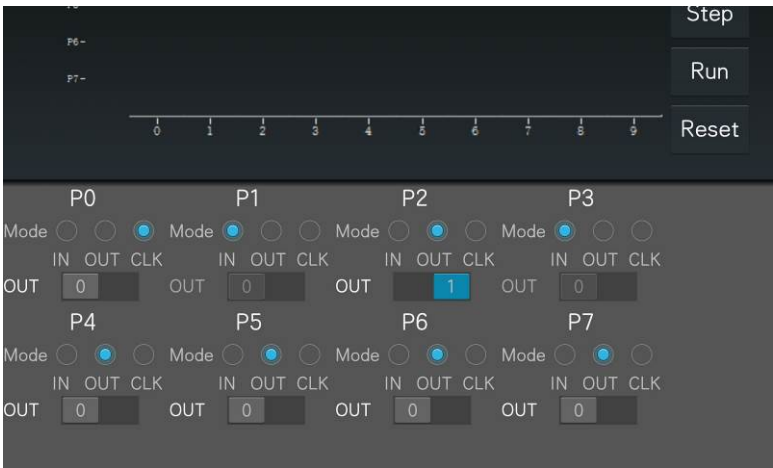 Step
P6-
P7-
Run
Reset
0 1 2 3 4 5 6 7 8 9
P0 P1 P2 P3
Mode Mode Mode Mode
IN OUT CLK IN OUT CLK IN OUT CLK IN OUT CLK
OUT 0 OUT 0 OUT 1 OUT 0
P4 P5 P6 P7
Mode Mode Mode Mode
IN OUT CLK IN OUT CLK IN OUT CLK IN OUT CLK
OUT 0 OUT 0 OUT 0 OUT 0